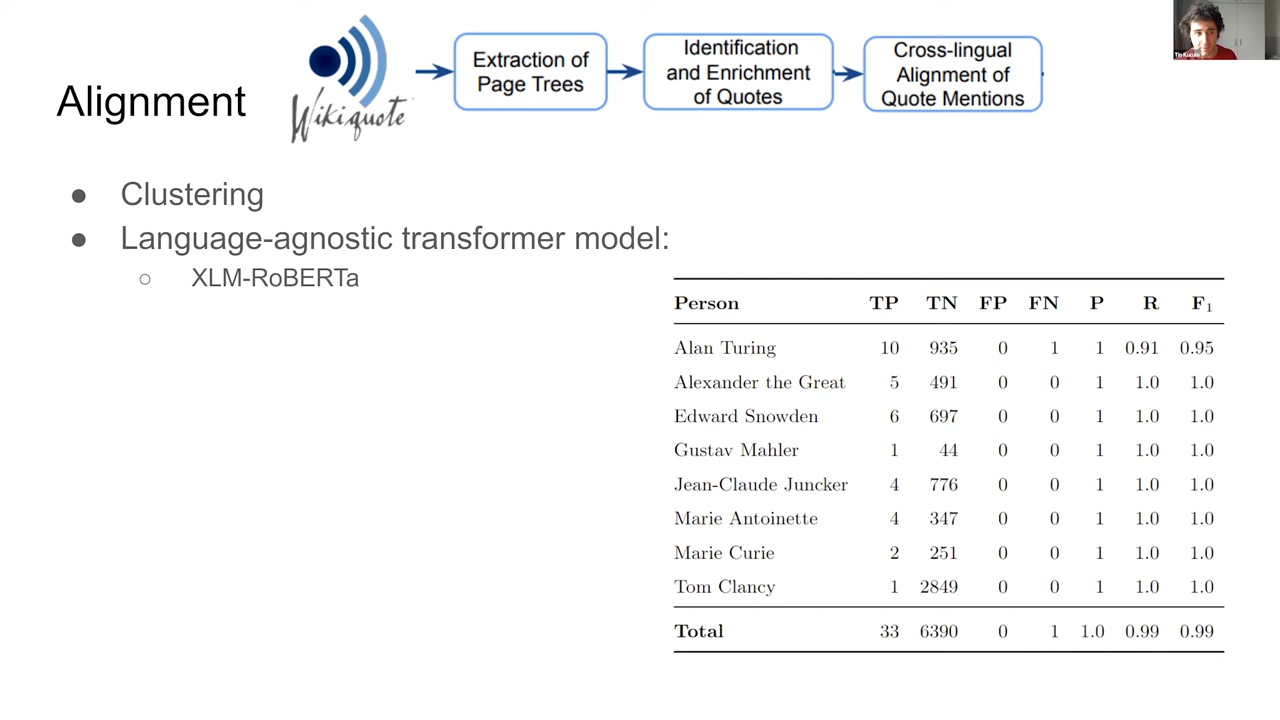 Alignment
Wikiquote
Extraction of
Page Trees
Identification
and Enrichment
of Quotes
Cross-lingual
Alignment of
Quote Mentions
Tin Kuculo
● Clustering
● Language-agnostic transformer model:
○ XLM-RoBERTa
Person TP TN FP FN P R F1
Alan Turing 10 935 0 1 1 0.91 0.95
Alexander the Great 5 491 0 0 1 1.0 1.0
Edward Snowden 6 697 0 0 1 1.0 1.0
Gustav Mahler 1 44 0 0 1 1.0 1.0
Jean-Claude Juncker 4 776 0 0 1 1.0 1.0
Marie Antoinette 4 347 0 0 1 1.0 1.0
Marie Curie 2 251 0 0 1 1.0 1.0
Tom Clancy 1 2849 0 0 1 1.0 1.0
Total 33 6390 0 1 1.0 0.99 0.99